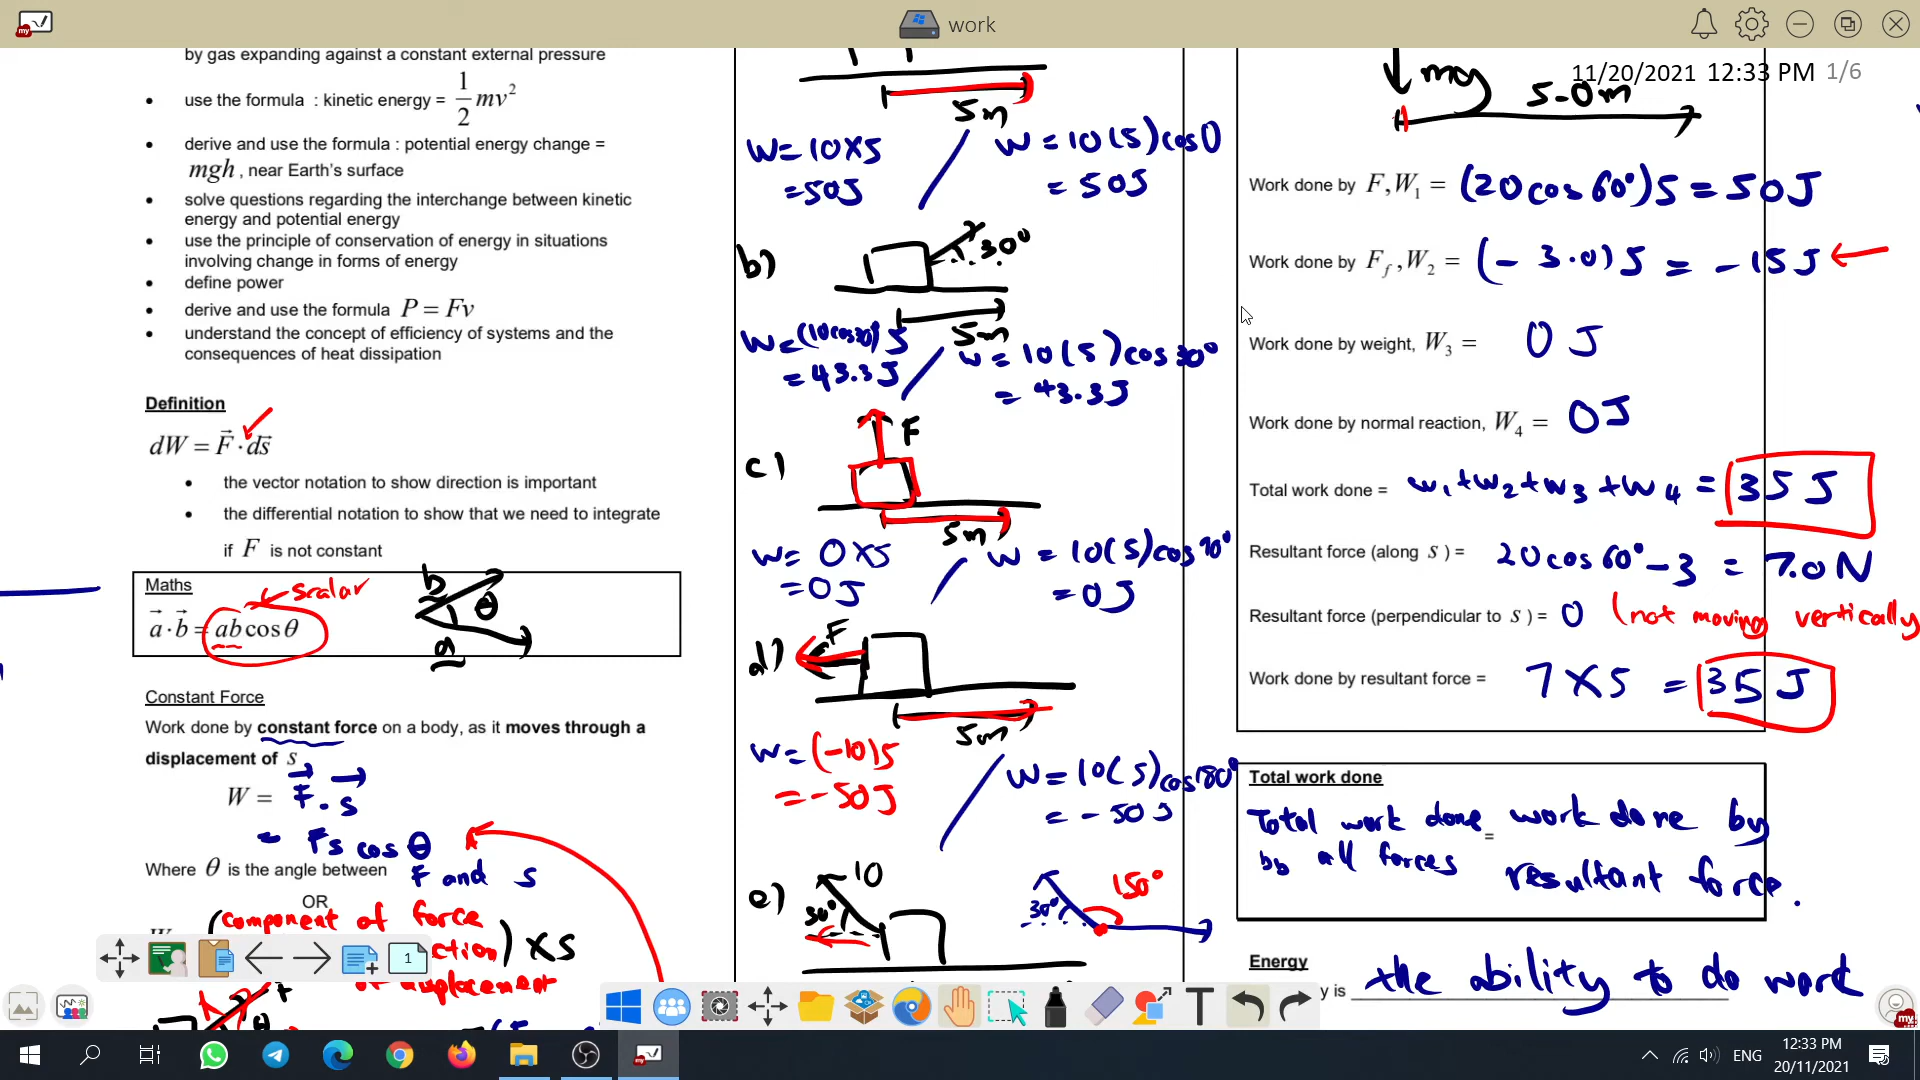 work
11/20/2021 12:33 PM 1/6
by gas expanding against a constant external pressure
• use the formula : kinetic energy = 1/2 mv²
• derive and use the formula : potential energy change =
mgh , near Earth's surface
• solve questions regarding the interchange between kinetic
energy and potential energy
• use the principle of conservation of energy in situations
involving change in forms of energy
• define power
• derive and use the formula P = Fv
• understand the concept of efficiency of systems and the
consequences of heat dissipation
Definition
dW = F⃗ · ds⃗
• the vector notation to show direction is important
• the differential notation to show that we need to integrate
if F is not constant
Maths
scalar
a⃗ · b⃗ = ab cos θ
b
θ
a
Constant Force
Work done by constant force on a body, as it moves through a
displacement of s
W = F⃗ . s⃗
= Fs cos θ
Where θ is the angle between F and s
OR
component of force
) × S
5m
W = 10×5
= 50J
W = 10(5)cos0
= 50J
b)
30°
5m
W = (10cos30°)5
= 43.3J
W = 10(5)cos30°
= 43.3J
c)
F
5m
W = 0×5
= 0J
W = 10(5)cos90°
= 0J
d)
F
5m
W = (-10)5
= -50J
W = 10(5)cos180°
= -50J
e)
10
30°
150°
30°
mg
5.0m
Work done by F, W₁ = (20cos60°)5 = 50J
Work done by F_f, W₂ = (-3.0)5 = -15J
Work done by weight, W₃ = 0J
Work done by normal reaction, W₄ = 0J
Total work done = W₁+W₂+W₃+W₄ = 35J
Resultant force (along s) = 20cos60°-3 = 7.0N
Resultant force (perpendicular to s) = 0 (not moving vertically
Work done by resultant force = 7×5 = 35J
Total work done
Total work done by all forces = work done by resultant force.
Energy
y is the ability to do work
1
T
my
ENG
12:33 PM
20/11/2021